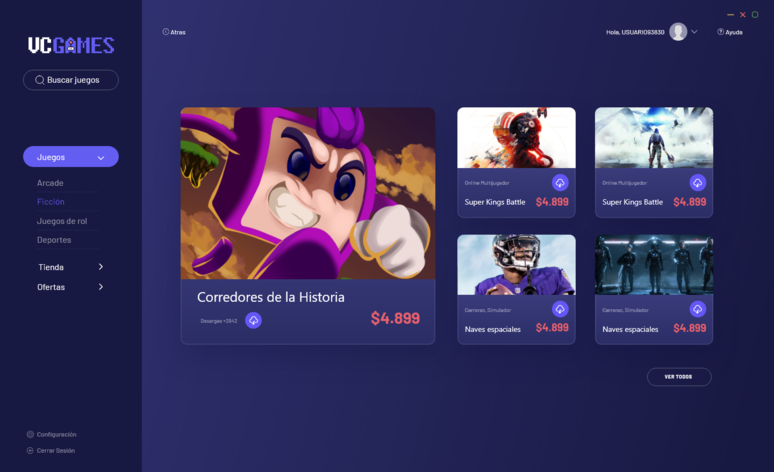 VCGAMES
Buscar juegos
Juegos
Arcade
Ficción
Juegos de rol
Deportes
Tienda
Ofertas
Configuración
Cerrar Sesión
Atras
Hola, USUARIO63830
Ayuda
Corredores de la Historia
Descargas +2942
$4.899
Online Multijugador
Super Kings Battle $4.899
Online Multijugador
Super Kings Battle $4.899
Carreras, Simulador
Naves espaciales $4.899
Carreras, Simulador
Naves espaciales $4.899
VER TODOS